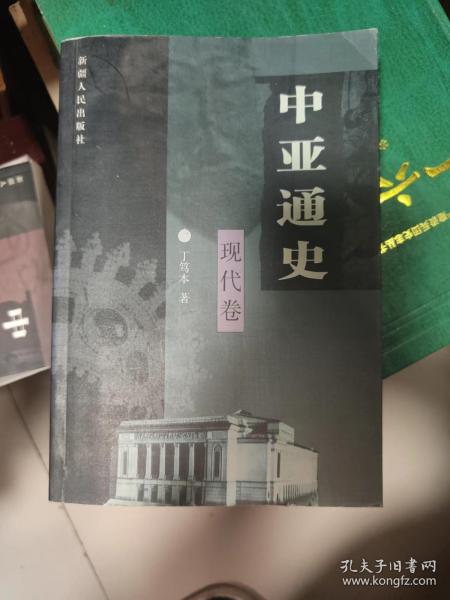 新疆人民出版社
中亚通史
现代卷
丁笃本 著
孔夫子旧书网
www.kongfz.com